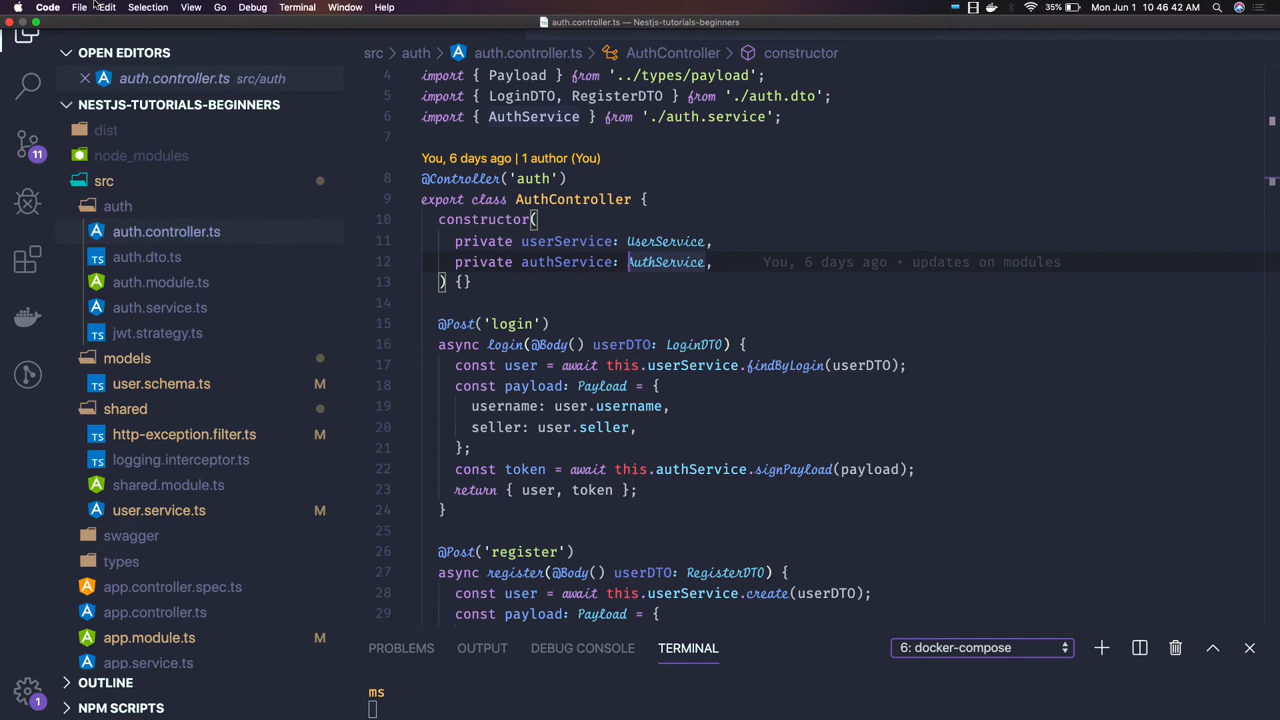 Code File Edit Selection View Go Debug Terminal Window Help 35% Mon Jun 1 10:46:42 AM
auth.controller.ts — Nestjs-tutorials-beginners
OPEN EDITORS
auth.controller.ts src/auth
NESTJS-TUTORIALS-BEGINNERS
dist
node_modules
11
src
auth
auth.controller.ts
auth.dto.ts
auth.module.ts
auth.service.ts
jwt.strategy.ts
models
user.schema.ts M
shared
http-exception.filter.ts M
logging.interceptor.ts
shared.module.ts
user.service.ts M
swagger
types
app.controller.spec.ts
app.controller.ts
app.module.ts M
app.service.ts
OUTLINE
1
NPM SCRIPTS
src › auth › auth.controller.ts › AuthController › constructor
4 import { Payload } from '../types/payload';
5 import { LoginDTO, RegisterDTO } from './auth.dto';
6 import { AuthService } from './auth.service';
7
You, 6 days ago | 1 author (You)
8 @Controller('auth')
9 export class AuthController {
10 constructor(
11 private userService: UserService,
12 private authService: AuthService, You, 6 days ago • updates on modules
13 ) {}
14
15 @Post('login')
16 async login(@Body() userDTO: LoginDTO) {
17 const user = await this.userService.findByLogin(userDTO);
18 const payload: Payload = {
19 username: user.username,
20 seller: user.seller,
21 };
22 const token = await this.authService.signPayload(payload);
23 return { user, token };
24 }
25
26 @Post('register')
27 async register(@Body() userDTO: RegisterDTO) {
28 const user = await this.userService.create(userDTO);
29 const payload: Payload = {
PROBLEMS OUTPUT DEBUG CONSOLE TERMINAL 6: docker-compose
ms